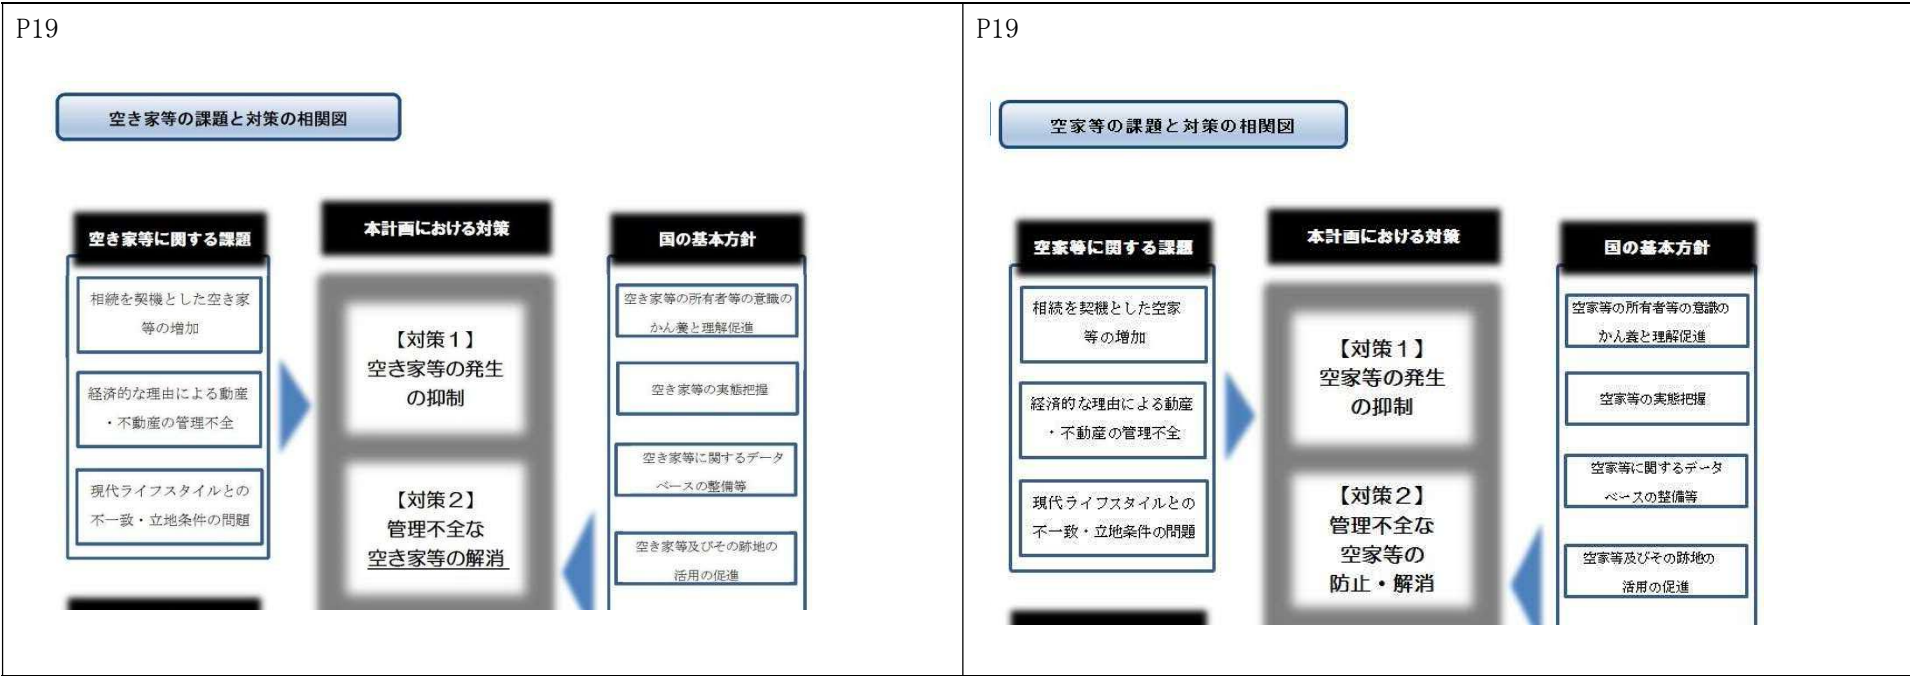 P19
空き家等の課題と対策の相関図
空き家等に関する課題
相続を契機とした空き家
等の増加
経済的な理由による動産
・不動産の管理不全
現代ライフスタイルとの
不一致・立地条件の問題
本計画における対策
【対策１】
空き家等の発生
の抑制
【対策２】
管理不全な
空き家等の解消
国の基本方針
空き家等の所有者等の意識の
かん養と理解促進
空き家等の実態把握
空き家等に関するデータ
ベースの整備等
空き家等及びその跡地の
活用の促進
P19
空家等の課題と対策の相関図
空家等に関する課題
相続を契機とした空家
等の増加
経済的な理由による動産
・不動産の管理不全
現代ライフスタイルとの
不一致・立地条件の問題
本計画における対策
【対策１】
空家等の発生
の抑制
【対策２】
管理不全な
空家等の
防止・解消
国の基本方針
空家等の所有者等の意識の
かん養と理解促進
空家等の実態把握
空家等に関するデータ
ベースの整備等
空家等及びその跡地の
活用の促進